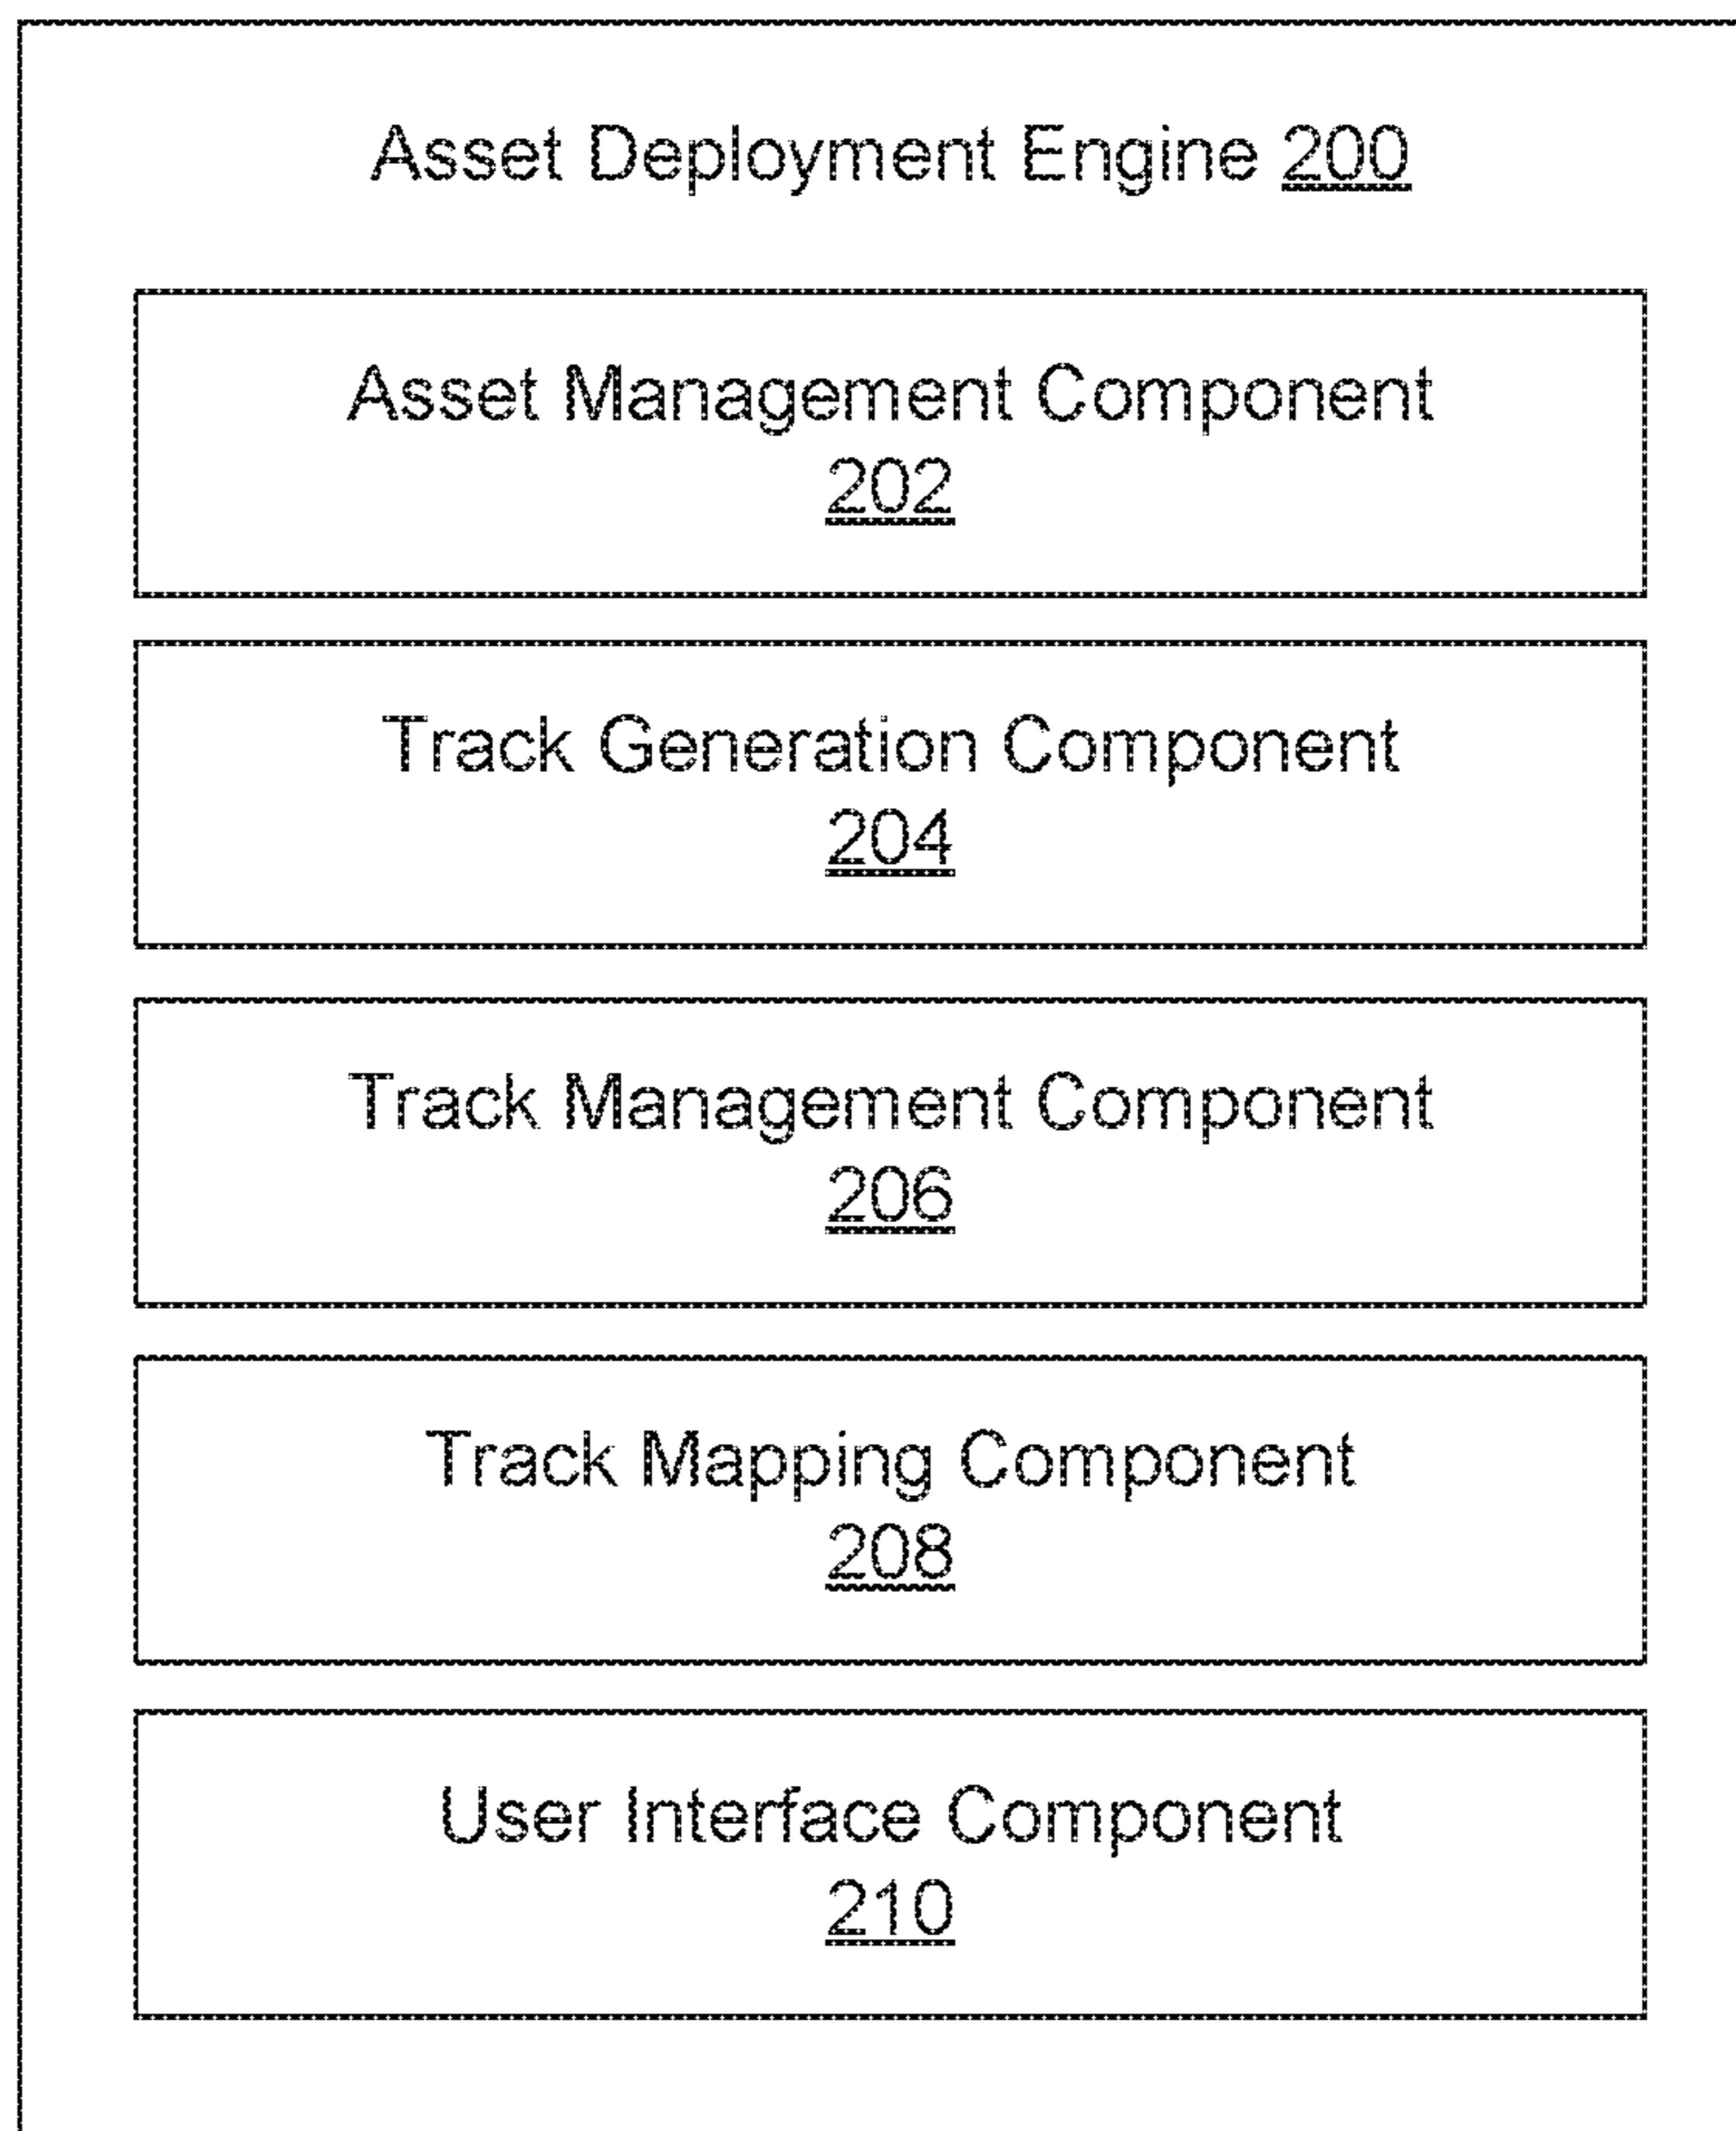 Asset Deployment Engine 200
Asset Management Component
202
Track Generation Component
204
Track Management Component
206
Track Mapping Component
208
User Interface Component
210